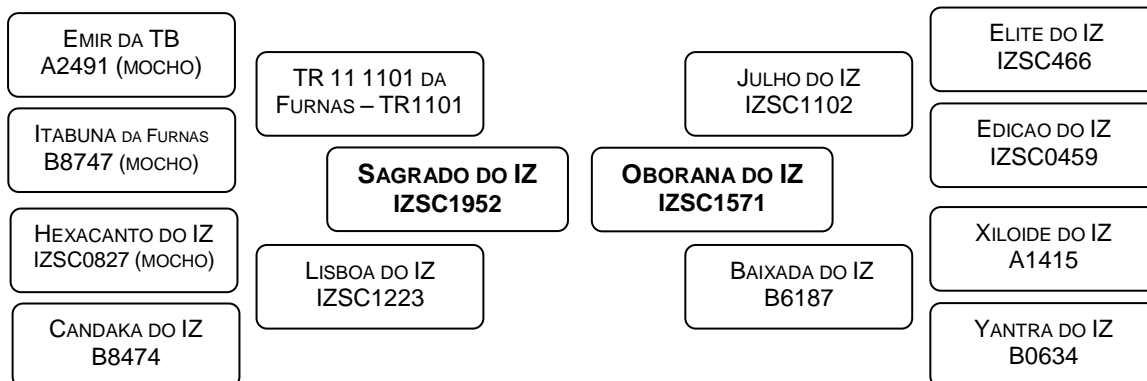 EMIR DA TB
A2491 (MOCHO)
ITABUNA DA FURNAS
B8747 (MOCHO)
HEXACANTO DO IZ
IZSC0827 (MOCHO)
CANDAKA DO IZ
B8474
TR 11 1101 DA
FURNAS – TR1101
LISBOA DO IZ
IZSC1223
SAGRADO DO IZ
IZSC1952
OBORANA DO IZ
IZSC1571
JULHO DO IZ
IZSC1102
BAIXADA DO IZ
B6187
ELITE DO IZ
IZSC466
EDICAO DO IZ
IZSC0459
XILOIDE DO IZ
A1415
YANTRA DO IZ
B0634